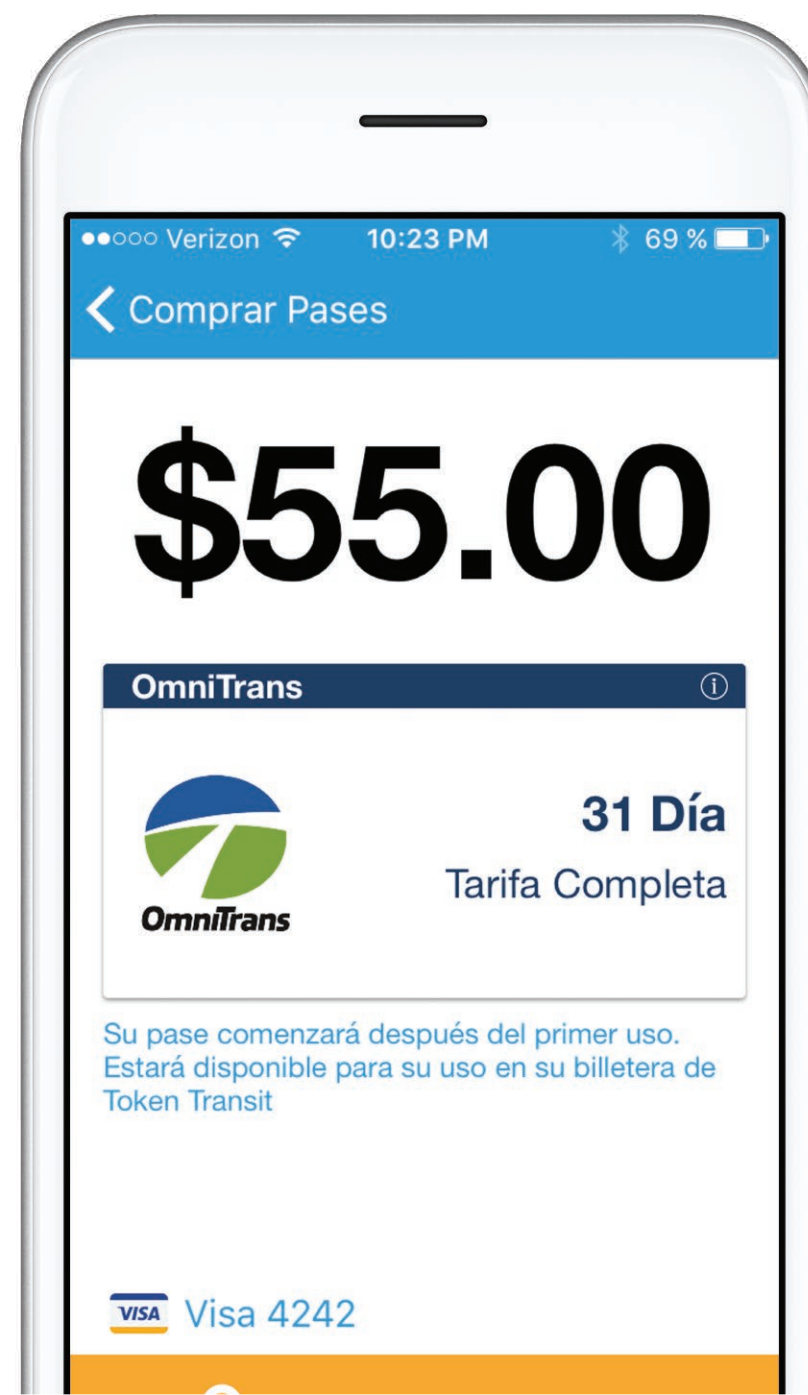 Verizon 10:23 PM 69 %
Comprar Pases
$55.00
OmniTrans
31 Día
Tarifa Completa
OmniTrans
Su pase comenzará después del primer uso.
Estará disponible para su uso en su billetera de
Token Transit
VISA Visa 4242